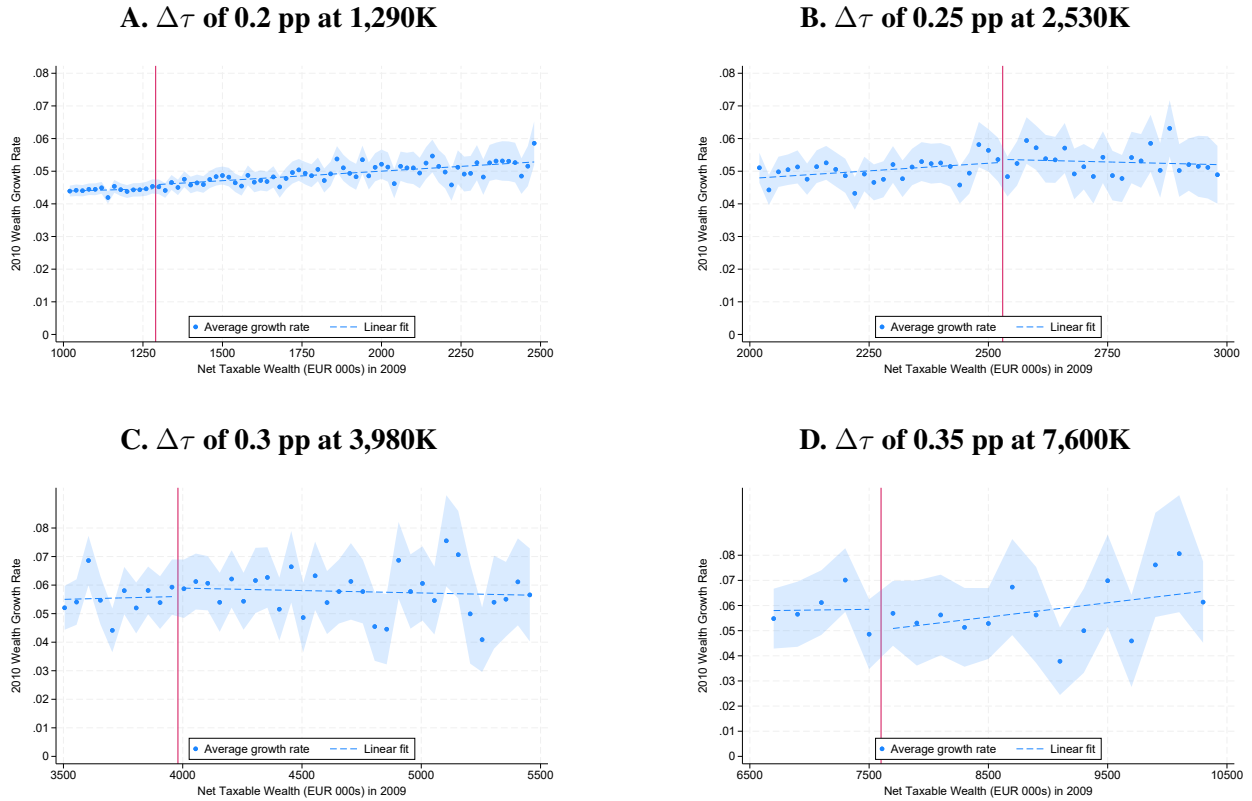 A. Δτ of 0.2 pp at 1,290K
.08
.07
.06
.05
.04
.03
.02
.01
0
2010 Wealth Growth Rate
Average growth rate
Linear fit
1000 1250 1500 1750 2000 2250 2500
Net Taxable Wealth (EUR 000s) in 2009
B. Δτ of 0.25 pp at 2,530K
.08
.07
.06
.05
.04
.03
.02
.01
0
2010 Wealth Growth Rate
Average growth rate
Linear fit
2000 2250 2500 2750 3000
Net Taxable Wealth (EUR 000s) in 2009
C. Δτ of 0.3 pp at 3,980K
.08
.07
.06
.05
.04
.03
.02
.01
0
2010 Wealth Growth Rate
Average growth rate
Linear fit
3500 4000 4500 5000 5500
Net Taxable Wealth (EUR 000s) in 2009
D. Δτ of 0.35 pp at 7,600K
.08
.07
.06
.05
.04
.03
.02
.01
0
2010 Wealth Growth Rate
Average growth rate
Linear fit
6500 7500 8500 9500 10500
Net Taxable Wealth (EUR 000s) in 2009